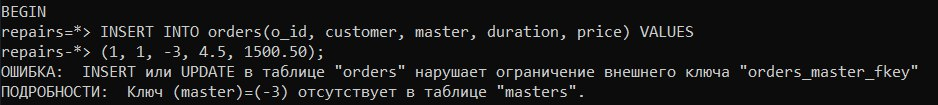 BEGIN
repairs=*> INSERT INTO orders(o_id, customer, master, duration, price) VALUES
repairs-*> (1, 1, -3, 4.5, 1500.50);
ОШИБКА:  INSERT или UPDATE в таблице "orders" нарушает ограничение внешнего ключа "orders_master_fkey"
ПОДРОБНОСТИ:  Ключ (master)=(-3) отсутствует в таблице "masters".